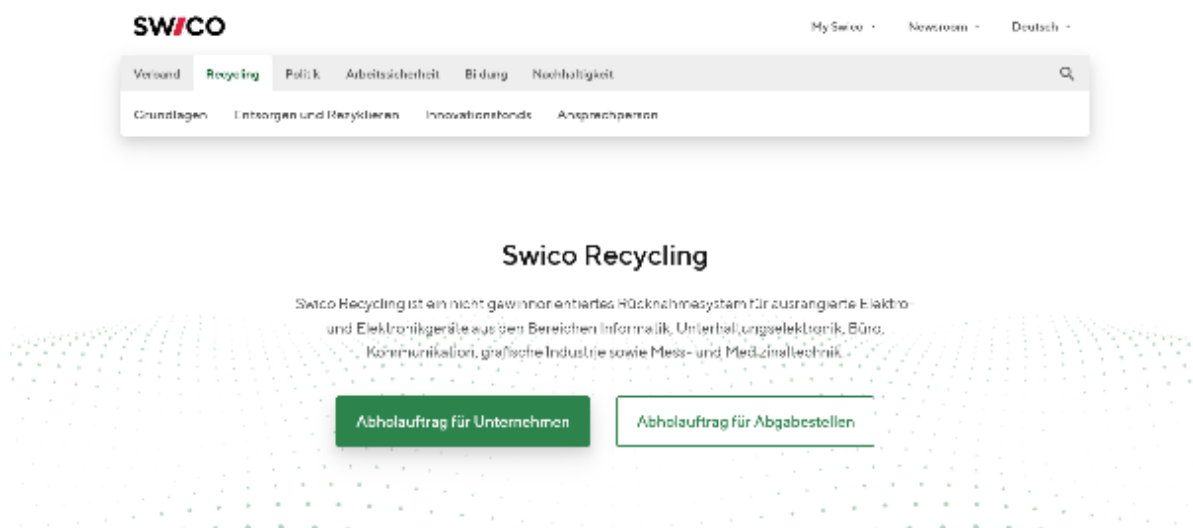 SWICO
My Swico Newsroom Deutsch
Verband Recycling Politik Arbeitssicherheit Bildung Nachhaltigkeit
Grundlagen Entsorgen und Rezyklieren Innovationsfonds Ansprechperson
Swico Recycling
Swico Recycling ist ein nicht gewinnorientiertes Rücknahmesystem für ausrangierte Elektro-
und Elektronikgeräte aus den Bereichen Informatik, Unterhaltungselektronik, Büro,
Kommunikation, grafische Industrie sowie Mess- und Medizinaltechnik.
Abholauftrag für Unternehmen Abholauftrag für Abgabestellen